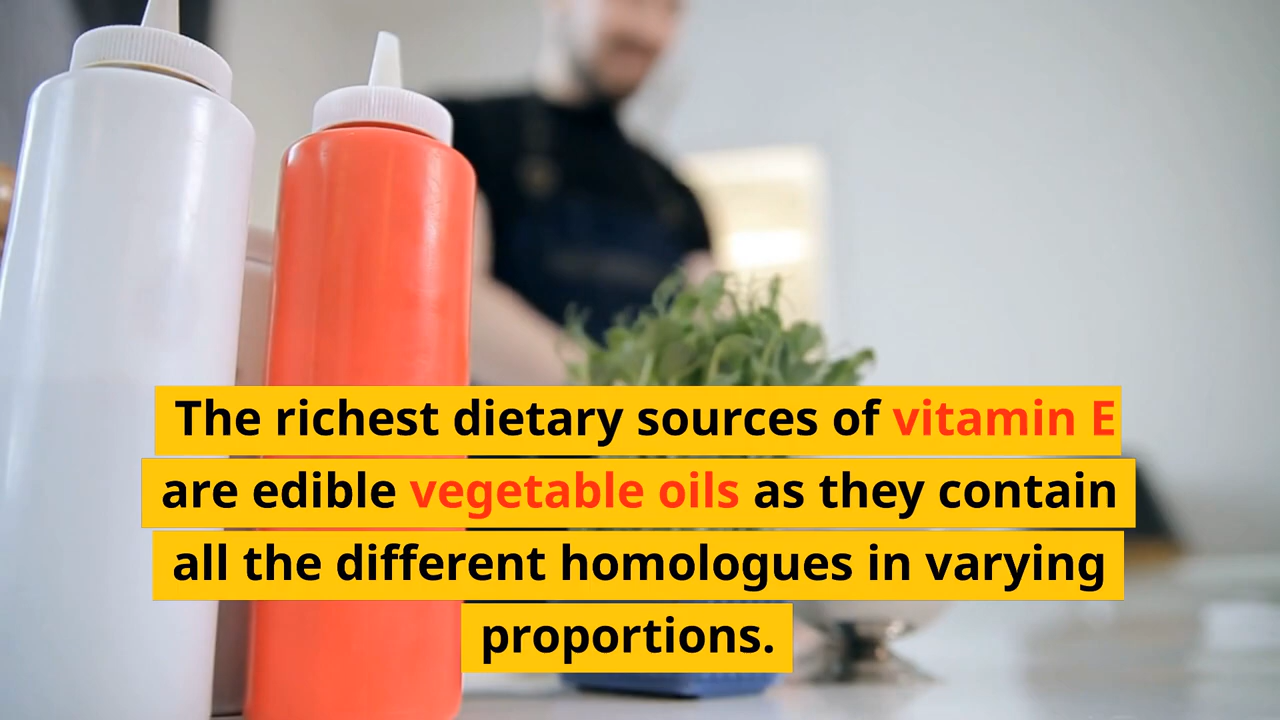 The richest dietary sources of vitamin E
are edible vegetable oils as they contain
all the different homologues in varying
proportions.